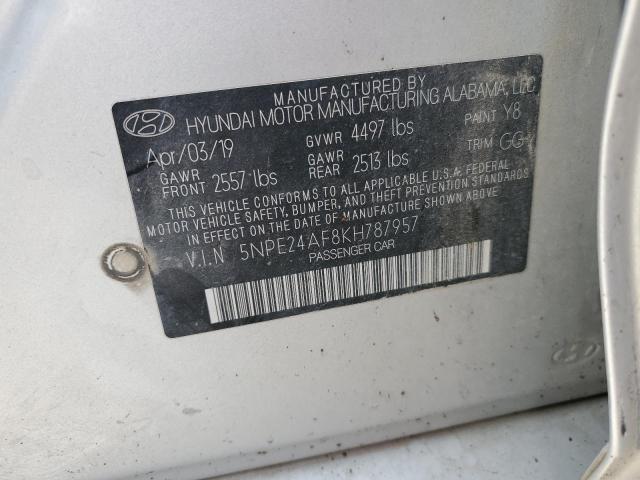 MANUFACTURED BY
HYUNDAI MOTOR MANUFACTURING ALABAMA, LLC
Apr/03/19 GVWR 4497 lbs PAINT Y8
GAWR FRONT 2557 lbs GAWR REAR 2513 lbs TRIM GG
THIS VEHICLE CONFORMS TO ALL APPLICABLE U.S.A. FEDERAL
MOTOR VEHICLE SAFETY, BUMPER, AND THEFT PREVENTION STANDARDS
IN EFFECT ON THE DATE OF MANUFACTURE SHOWN ABOVE.
V.I.N 5NPE24AF8KH787957
PASSENGER CAR